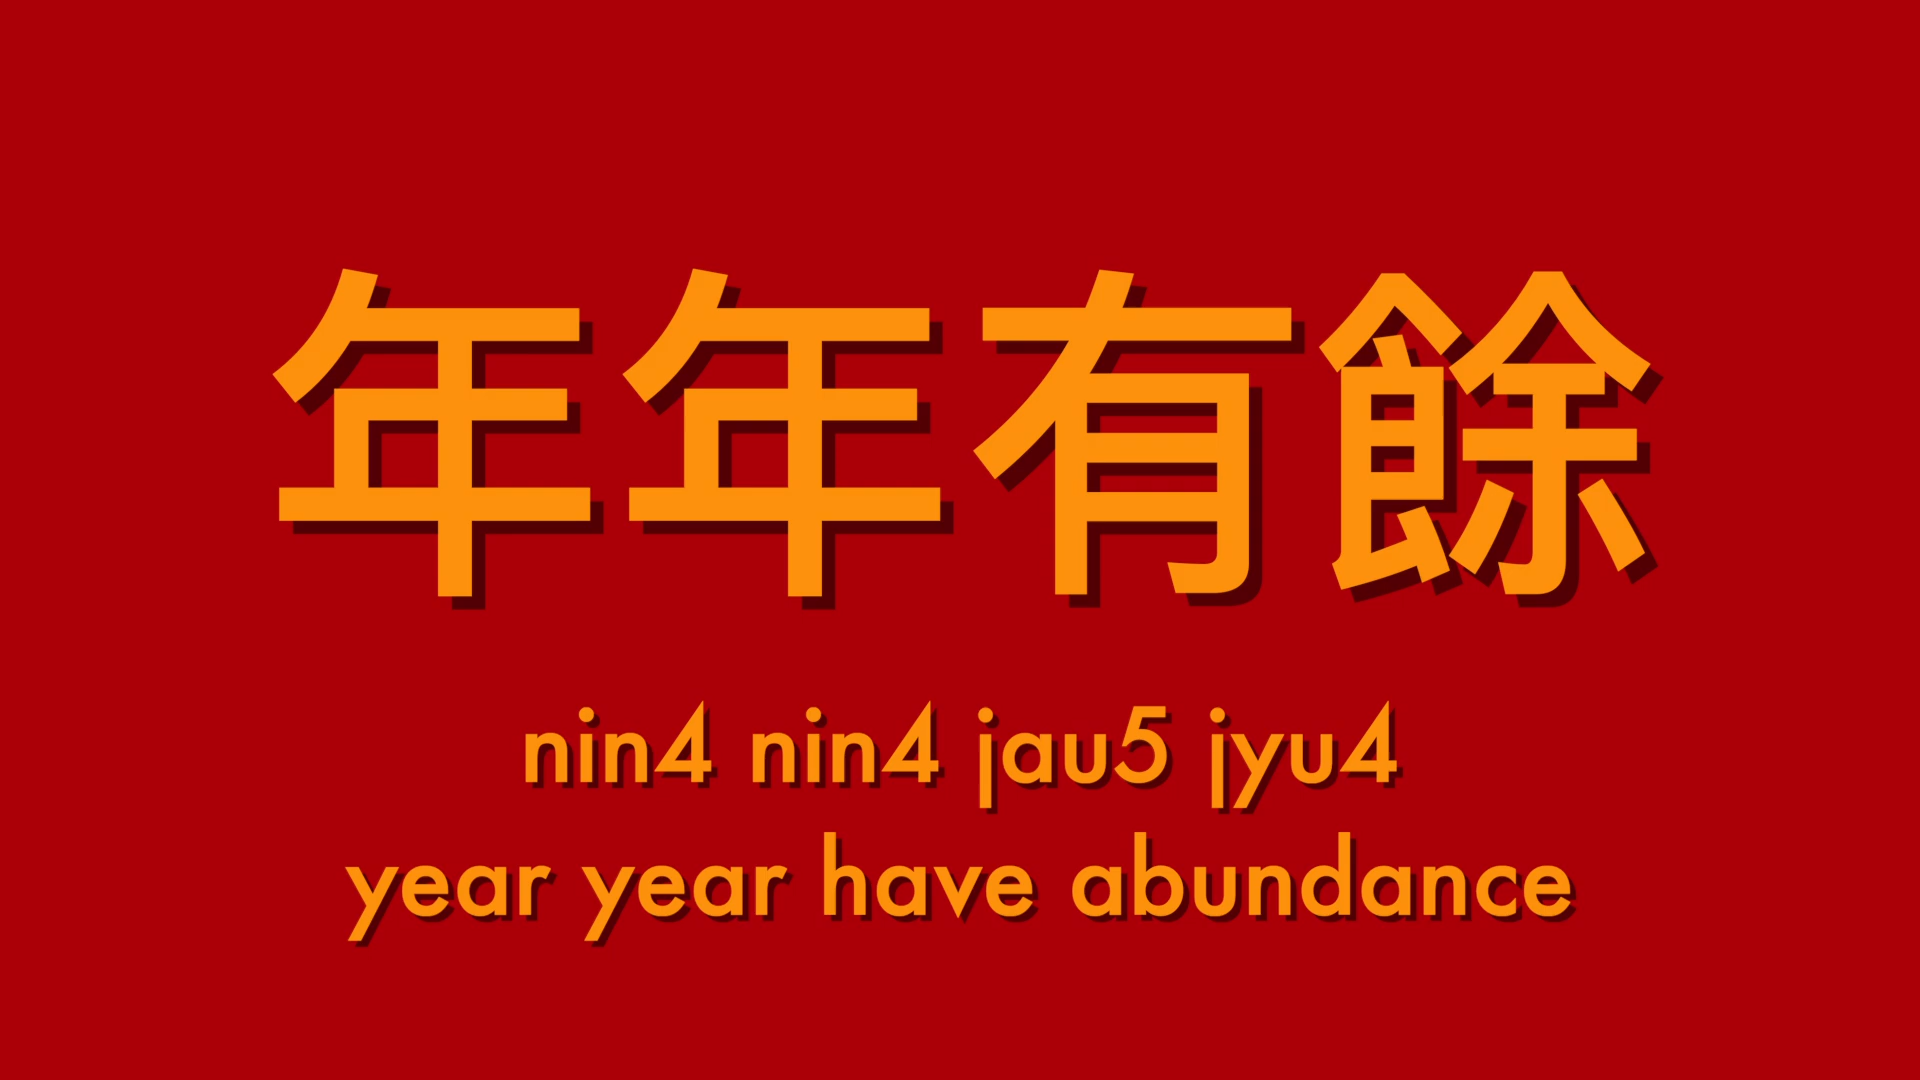 年年有餘
nin4 nin4 jau5 jyu4
year year have abundance